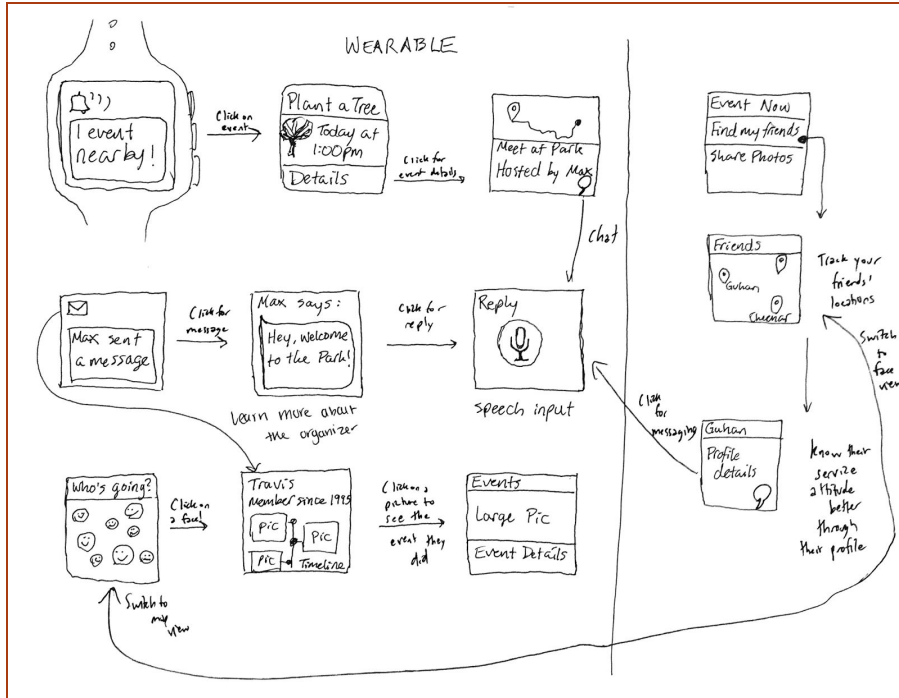 WEARABLE
1 event
nearby!
Click on
event
Plant a Tree
Today at
1:00pm
Details
Click for
event details
Meet at Park
Hosted by Max
Chat
Max sent
a message
Click for
message
Max says:
Hey, Welcome
to the Park!
Learn more about
the organizer
Click for
reply
Reply
speech input
Who's going?
Click on
a face!
Switch to
map
view
Travis
member since 1995
Pic
Pic
Pic
Timeline
Click on a
picture to
see the
event they
did
Events
Large Pic
Event Details
Event Now
Find my friends
Share Photos
Friends
Guhan
Track your
friends'
locations
Switch
to
face
view
Click
for
messaging
Guhan
Profile
details
Know their
service
attitude
better
through
their profile